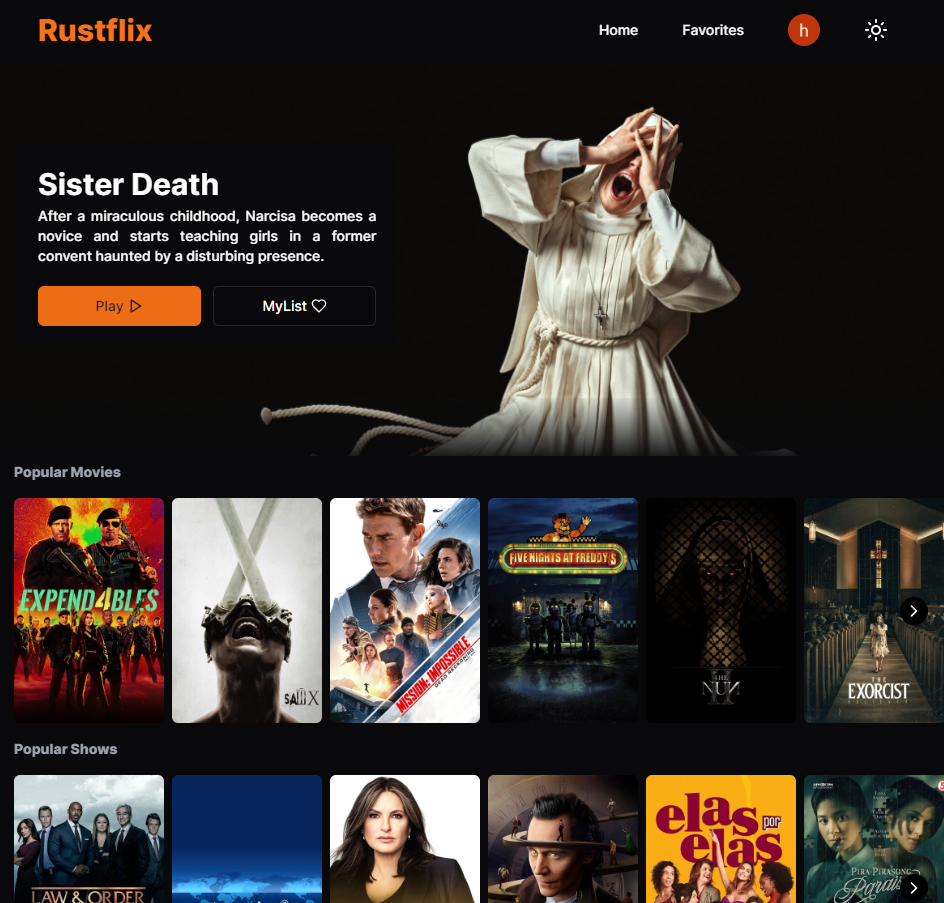 Rustflix
Home
Favorites
h
Sister Death
After a miraculous childhood, Narcisa becomes a
novice and starts teaching girls in a former
convent haunted by a disturbing presence.
Play
MyList
Popular Movies
EXPEND4BLES
SAW X
MISSION: IMPOSSIBLE
DEAD RECKONING
FIVE NIGHTS AT FREDDY'S
THE
NUN
II
THE
EXORCIST
BELIEVER
Popular Shows
LAW & ORDER
elas
por
elas
PIRA PIRASONG
Paraiso